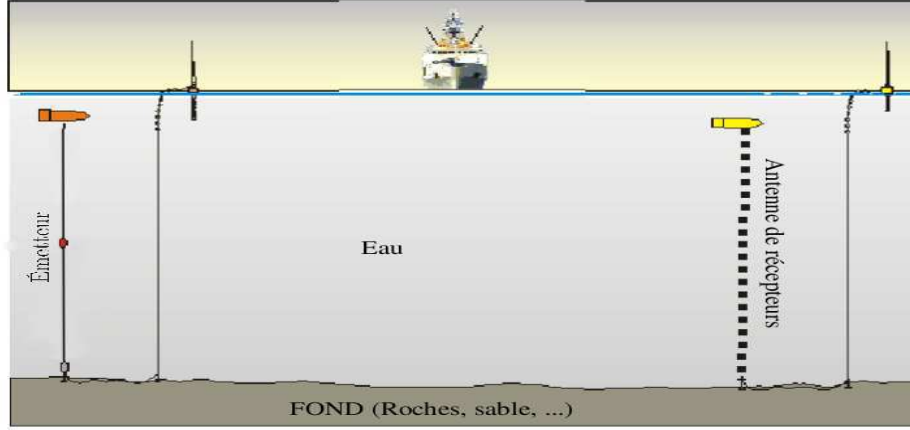 Émetteur
Eau
Antenne de récepteurs
FOND (Roches, sable, ...)